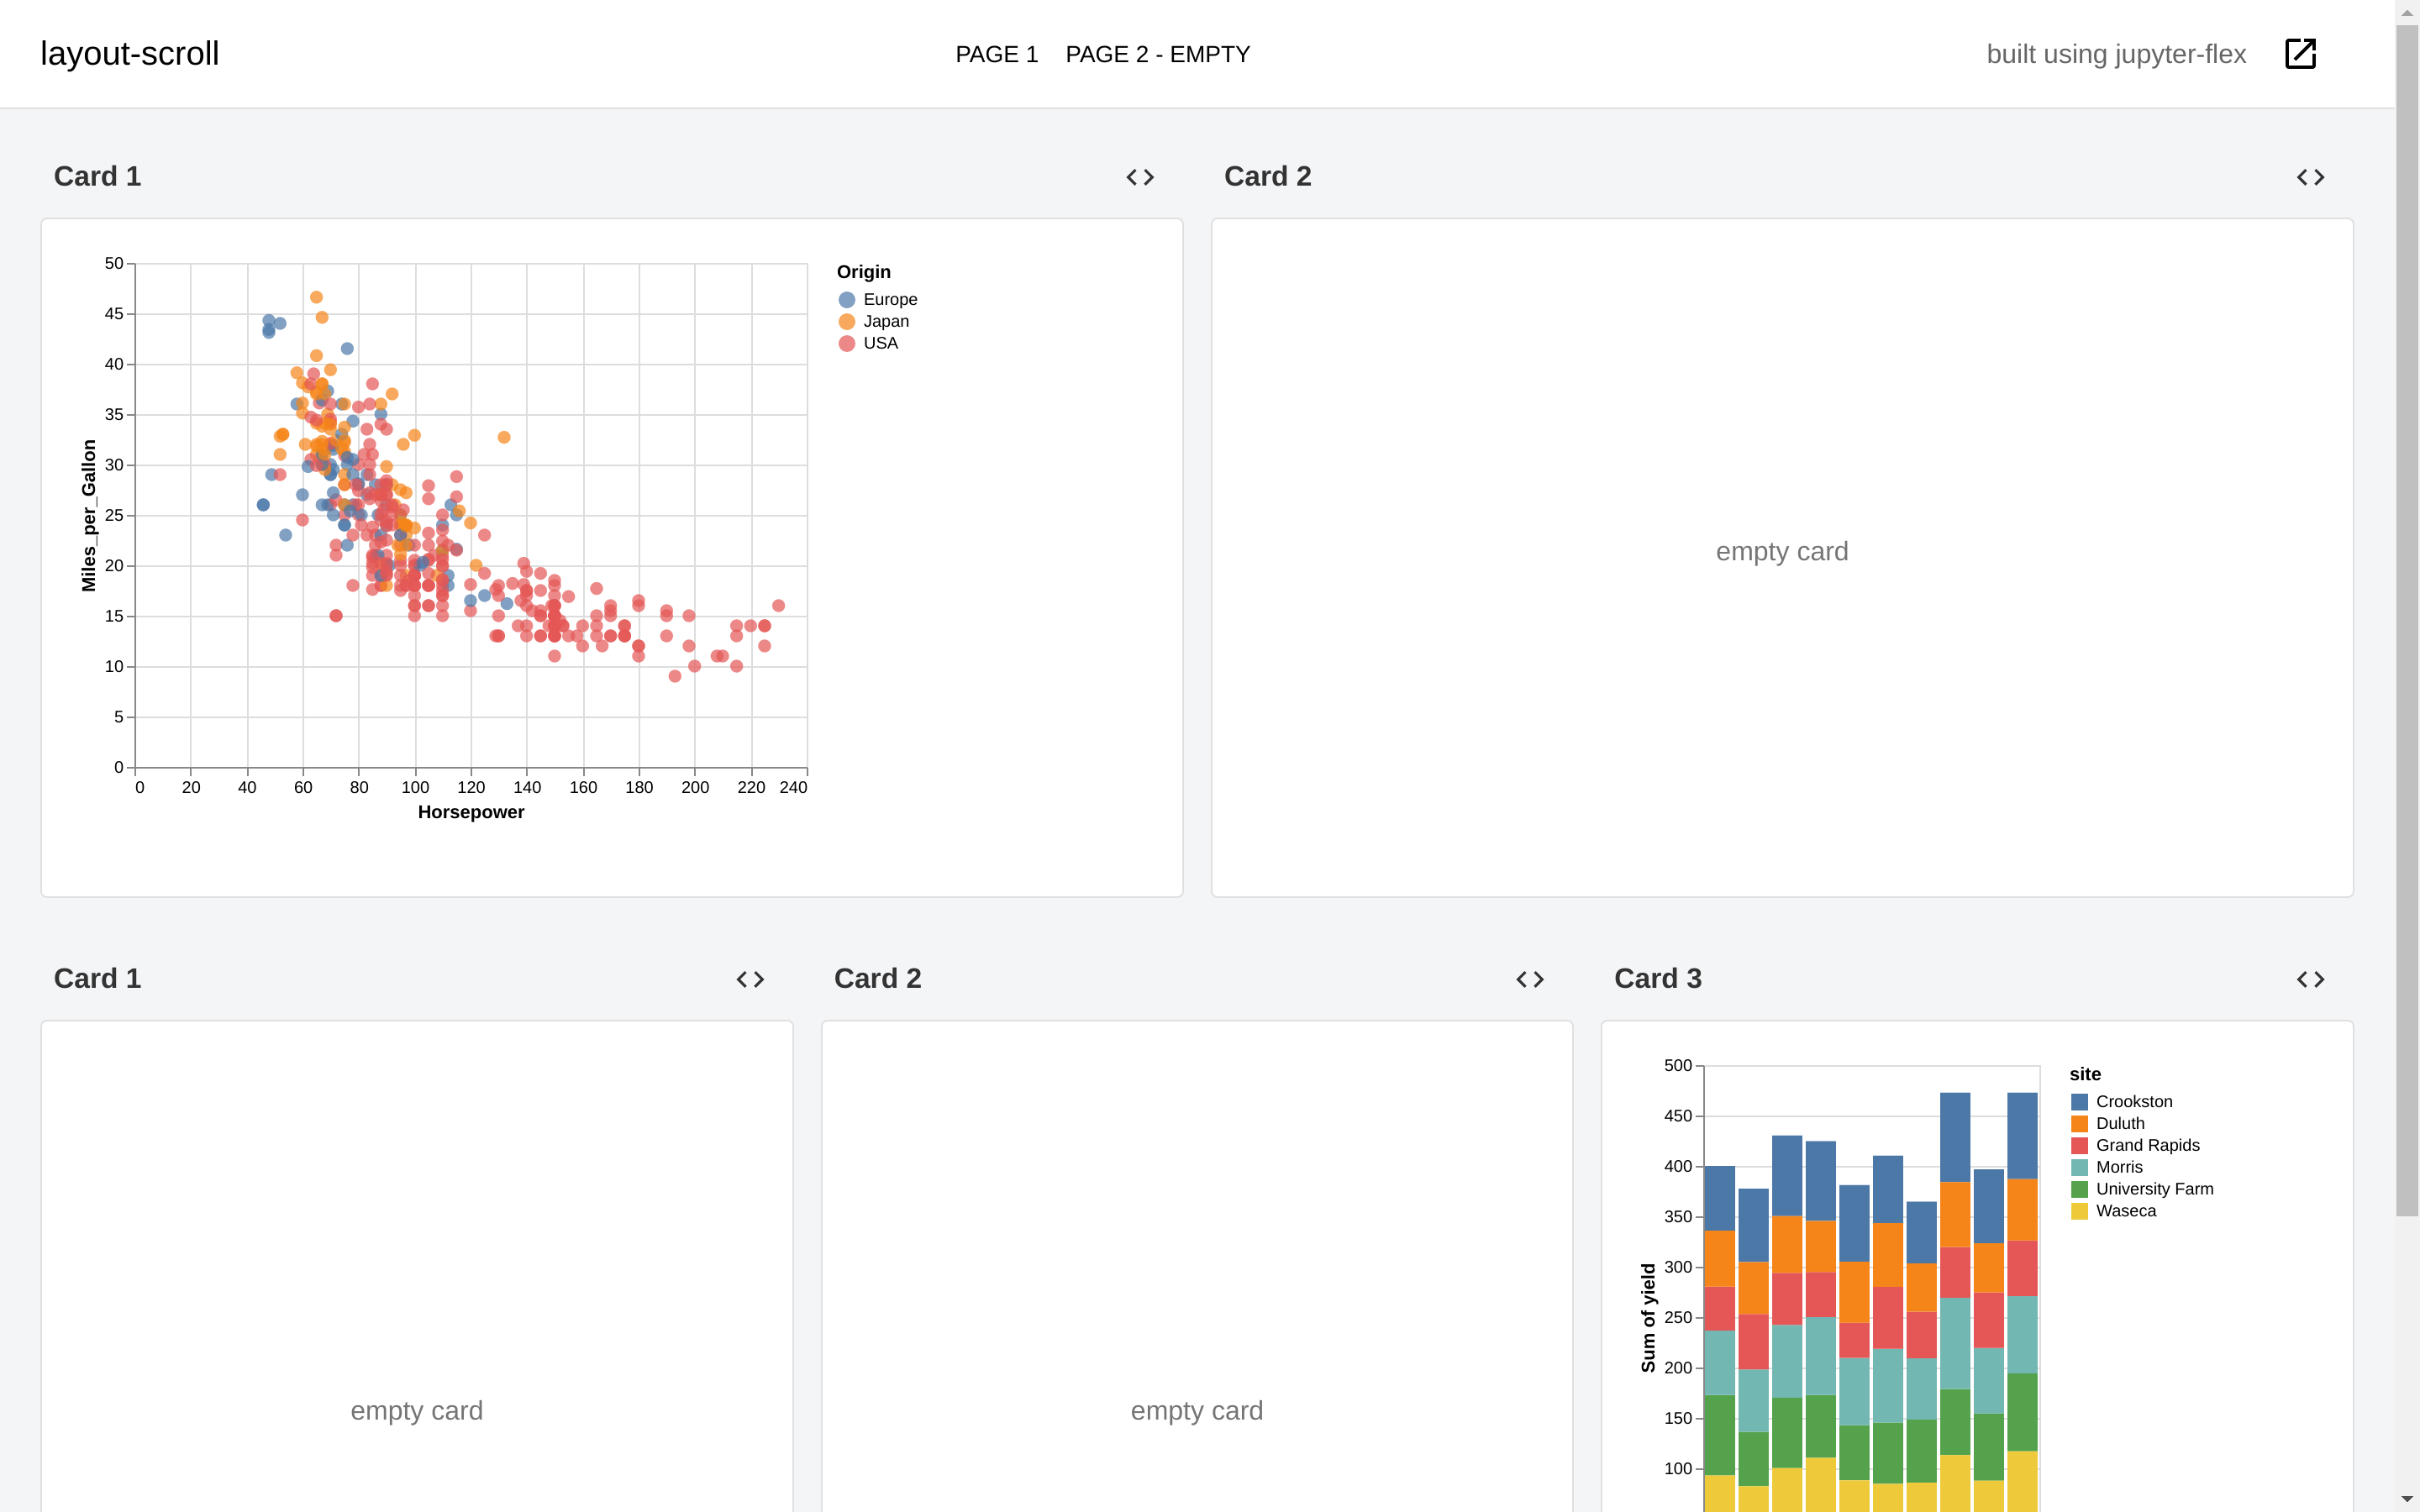 layout-scroll
PAGE 1 PAGE 2 - EMPTY
built using jupyter-flex
Card 1
Card 2
50
45
40
35
30
25
20
15
10
5
0
Miles_per_Gallon
0 20 40 60 80 100 120 140 160 180 200 220 240
Horsepower
Origin
Europe
Japan
USA
empty card
Card 1
Card 2
Card 3
empty card
empty card
500
450
400
350
300
250
200
150
100
Sum of yield
site
Crookston
Duluth
Grand Rapids
Morris
University Farm
Waseca